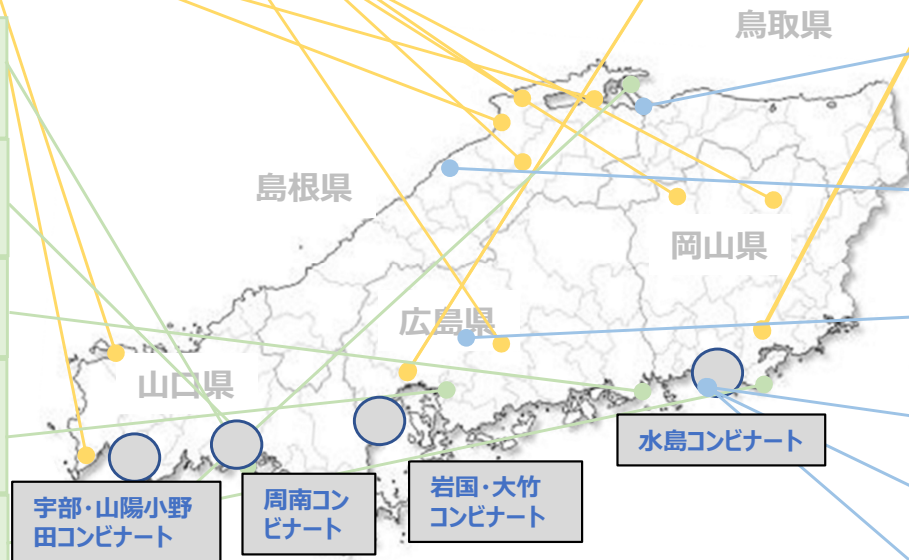 鳥取県
島根県
岡山県
広島県
山口県
水島コンビナート
岩国・大竹
コンビナート
周南コン
ビナート
宇部・山陽小野
田コンビナート